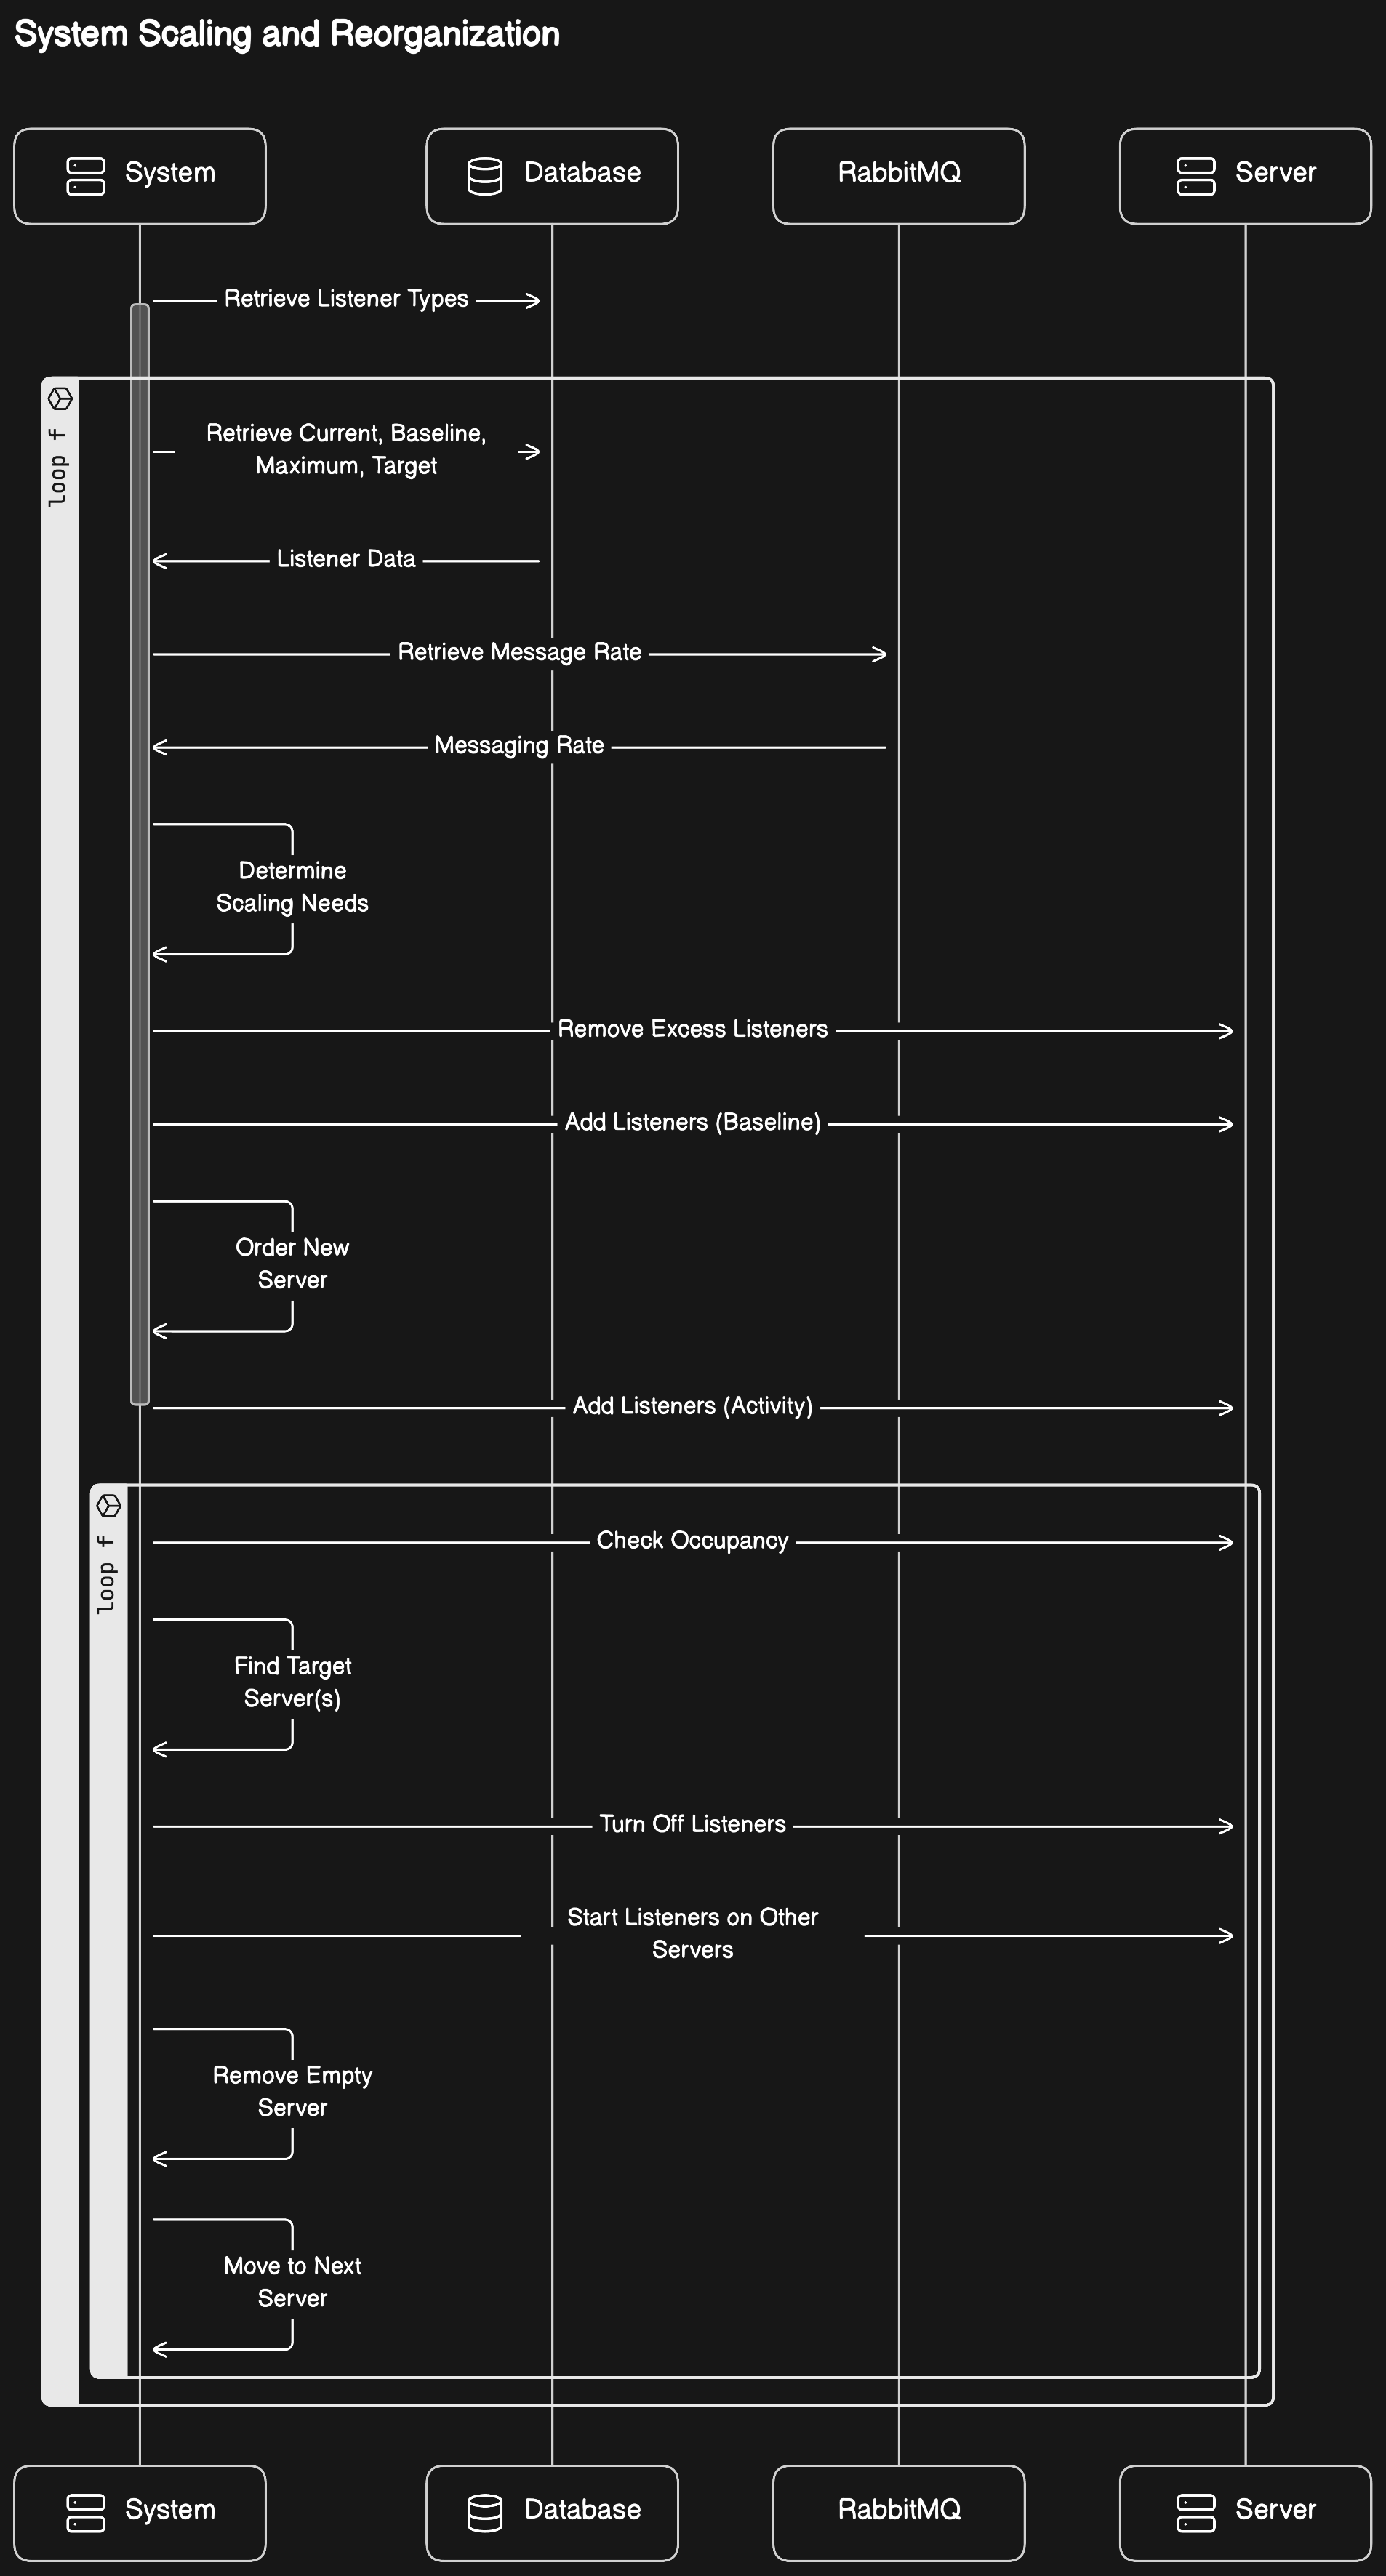 System Scaling and Reorganization
System
Database
RabbitMQ
Server
Retrieve Listener Types
loop f
Retrieve Current, Baseline,
Maximum, Target
Listener Data
Retrieve Message Rate
Messaging Rate
Determine
Scaling Needs
Remove Excess Listeners
Add Listeners (Baseline)
Order New
Server
Add Listeners (Activity)
loop f
Check Occupancy
Find Target
Server(s)
Turn Off Listeners
Start Listeners on Other
Servers
Remove Empty
Server
Move to Next
Server
System
Database
RabbitMQ
Server